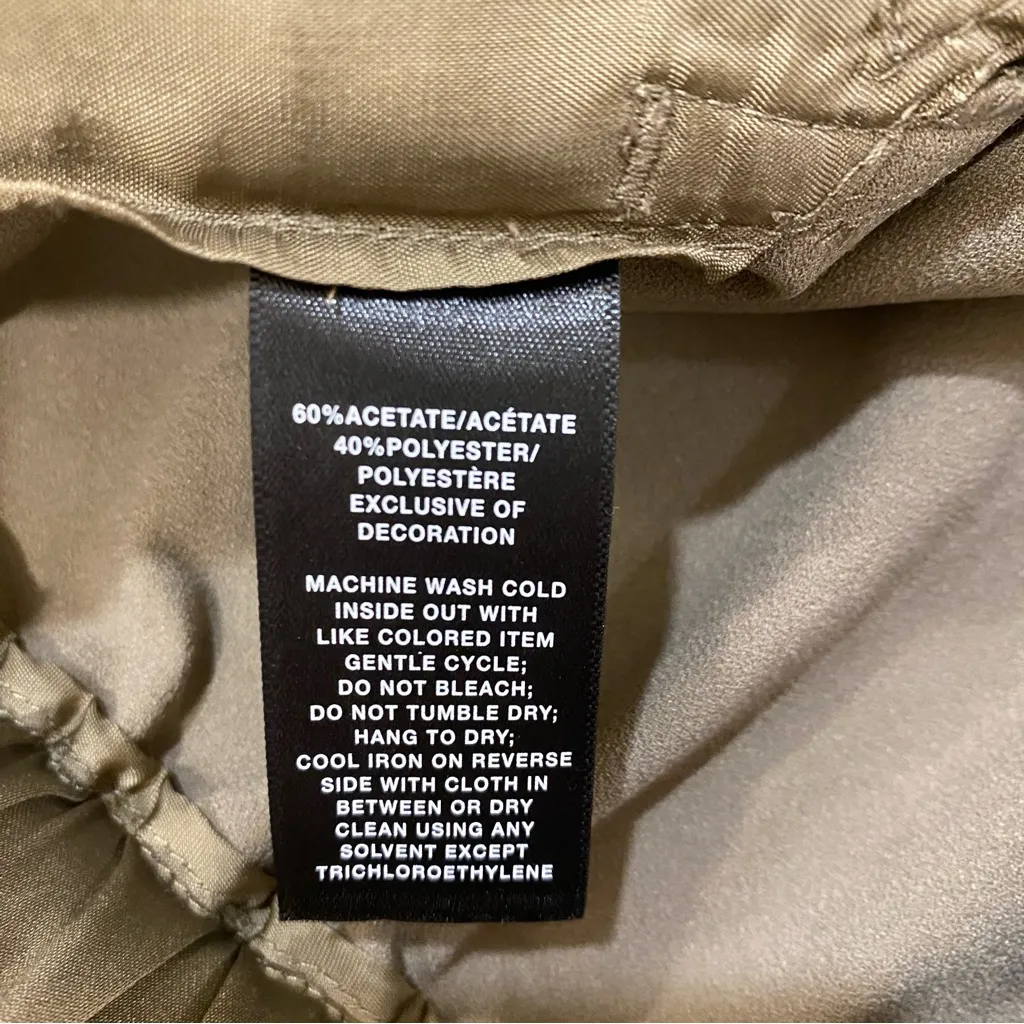 60%ACETATE/ACÉTATE
40%POLYESTER/
POLYESTÈRE
EXCLUSIVE OF
DECORATION
MACHINE WASH COLD
INSIDE OUT WITH
LIKE COLORED ITEM
GENTLE CYCLE;
DO NOT BLEACH;
DO NOT TUMBLE DRY;
HANG TO DRY;
COOL IRON ON REVERSE
SIDE WITH CLOTH IN
BETWEEN OR DRY
CLEAN USING ANY
SOLVENT EXCEPT
TRICHLOROETHYLENE